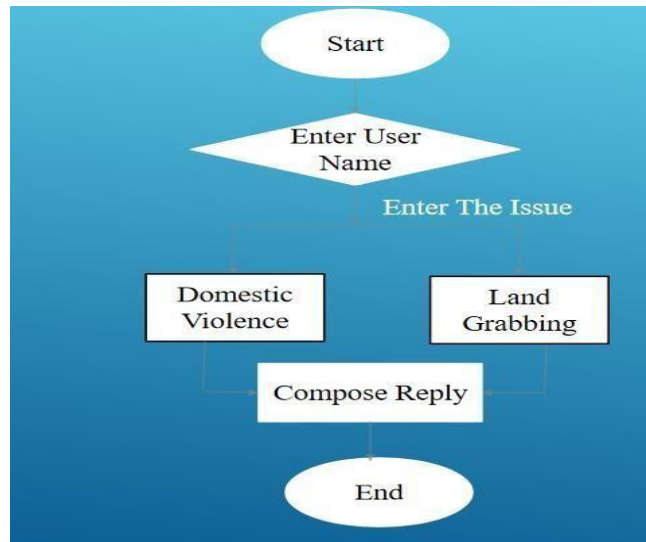 Start
Enter User
Name
Enter The Issue
Domestic
Violence
Land
Grabbing
Compose Reply
End